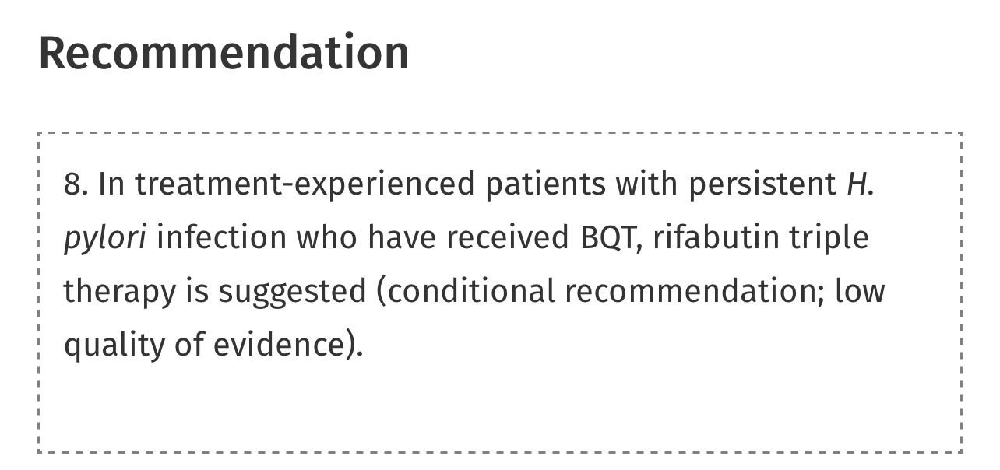 Recommendation
8. In treatment-experienced patients with persistent H.
pylori infection who have received BQT, rifabutin triple
therapy is suggested (conditional recommendation; low
quality of evidence).